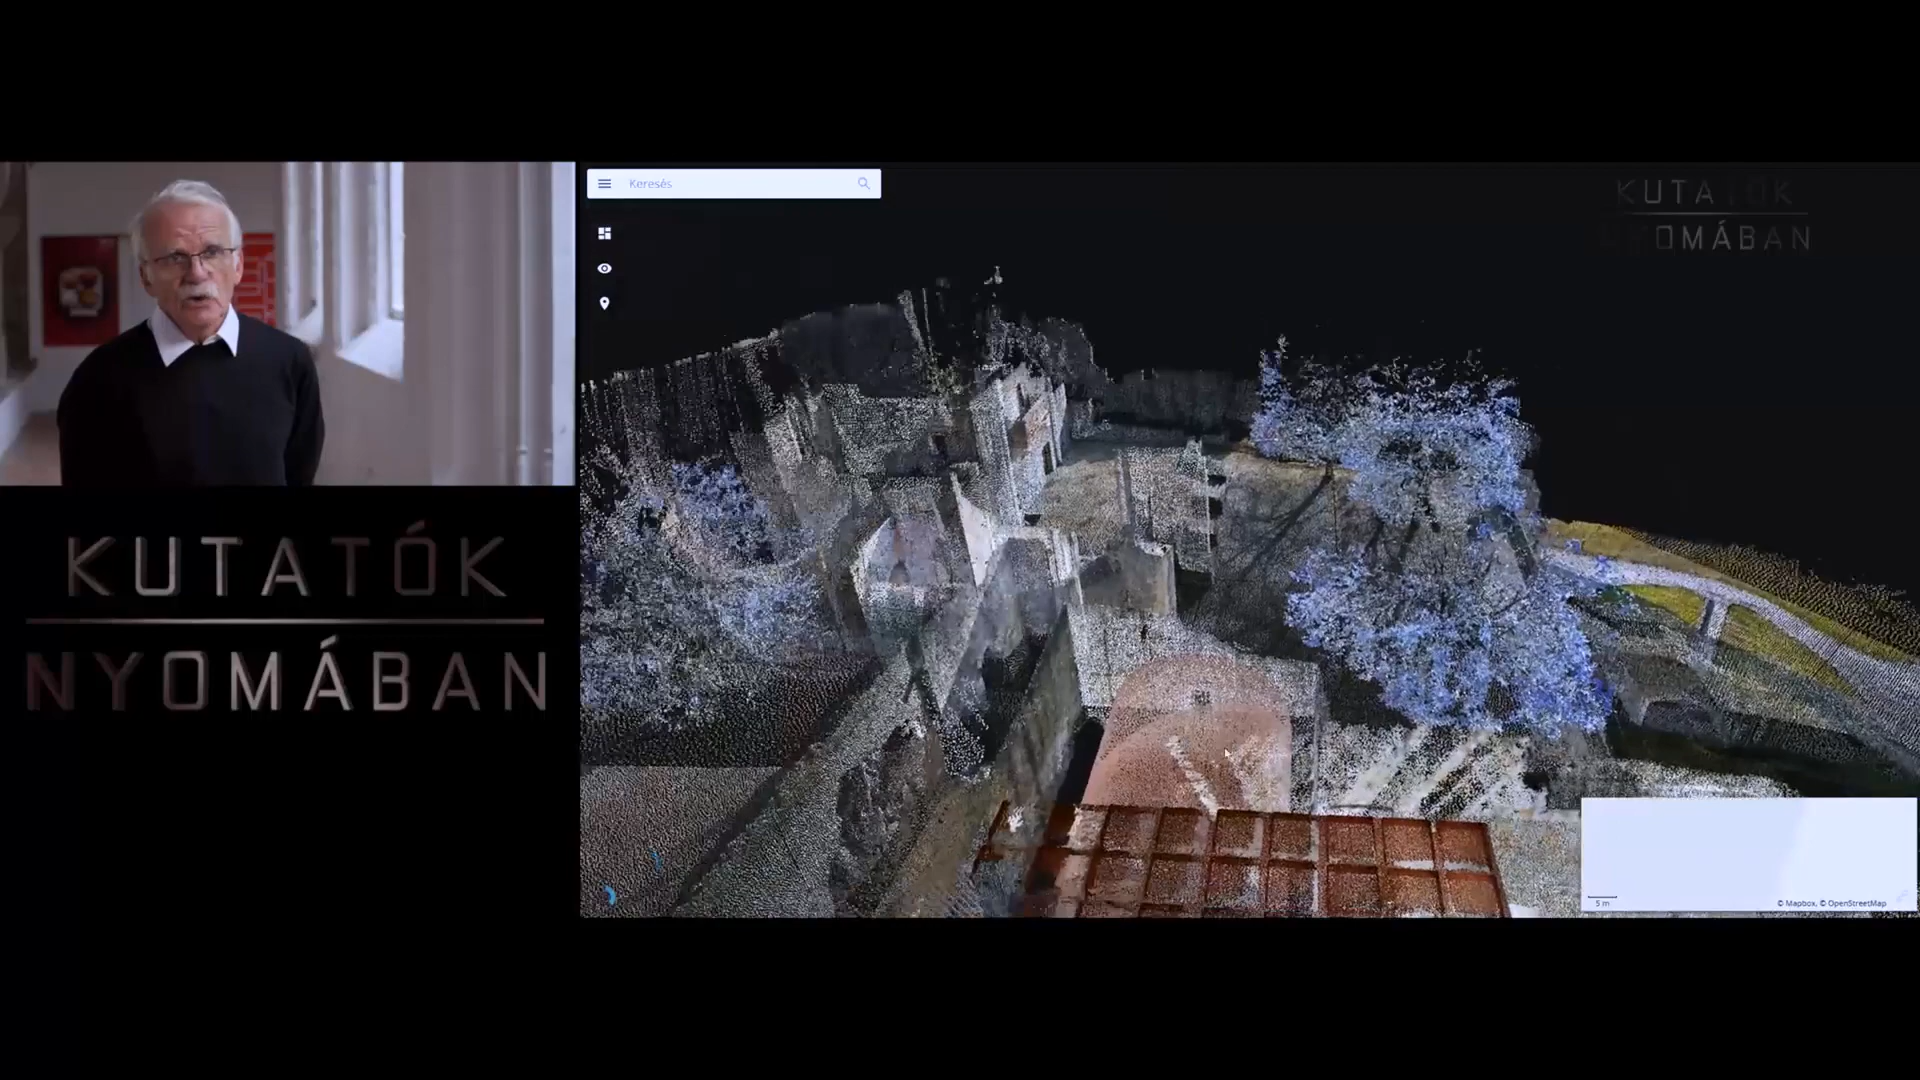 Keresés
KUTATÓK
NYOMÁBAN
KUTATÓK
NYOMÁBAN
5 m
© Mapbox, © OpenStreetMap